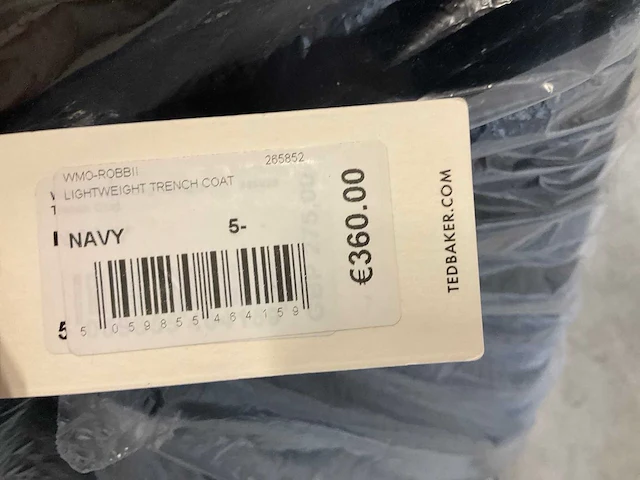 WMO-ROBBII 265852
LIGHTWEIGHT TRENCH COAT
NAVY 5-
€360.00
5 059855 464159
TEDBAKER.COM